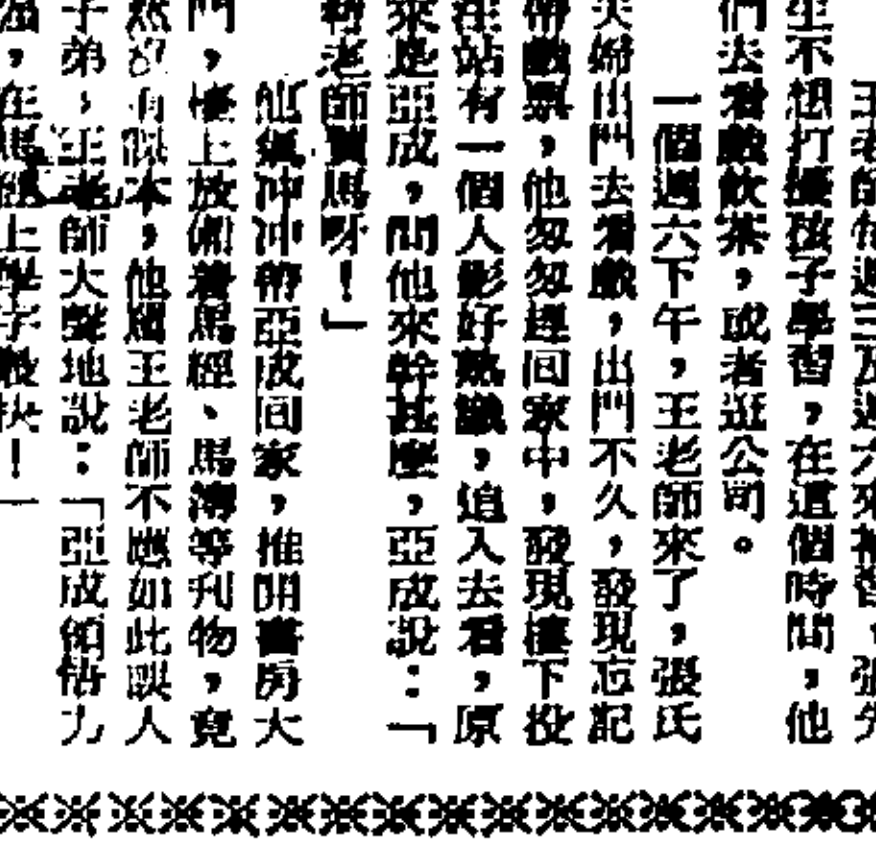 王老師每週三及週六來補習，張先
生不想打擾孩子學習，在這個時間，他
們去看戲飲茶，或者逛公司。
一個週六下午，王老師來了，張氏
夫婦出門去看戲，出門不久，發現忘記
帶戲票，他匆匆趕回家中，發現樓下投
注站有一個人影好熟識，追入去看，原
來是亞成，問他來幹甚麼，亞成說：「
老師買馬呀！」
他氣沖沖帶亞成回家，推開書房大
門，檯上放滿着馬經、馬簿等刊物，竟
然沒有課本，他罵王老師不應如此誤人
子弟，王老師大聲地說：「亞成領悟力
，在馬經上學字最快！」